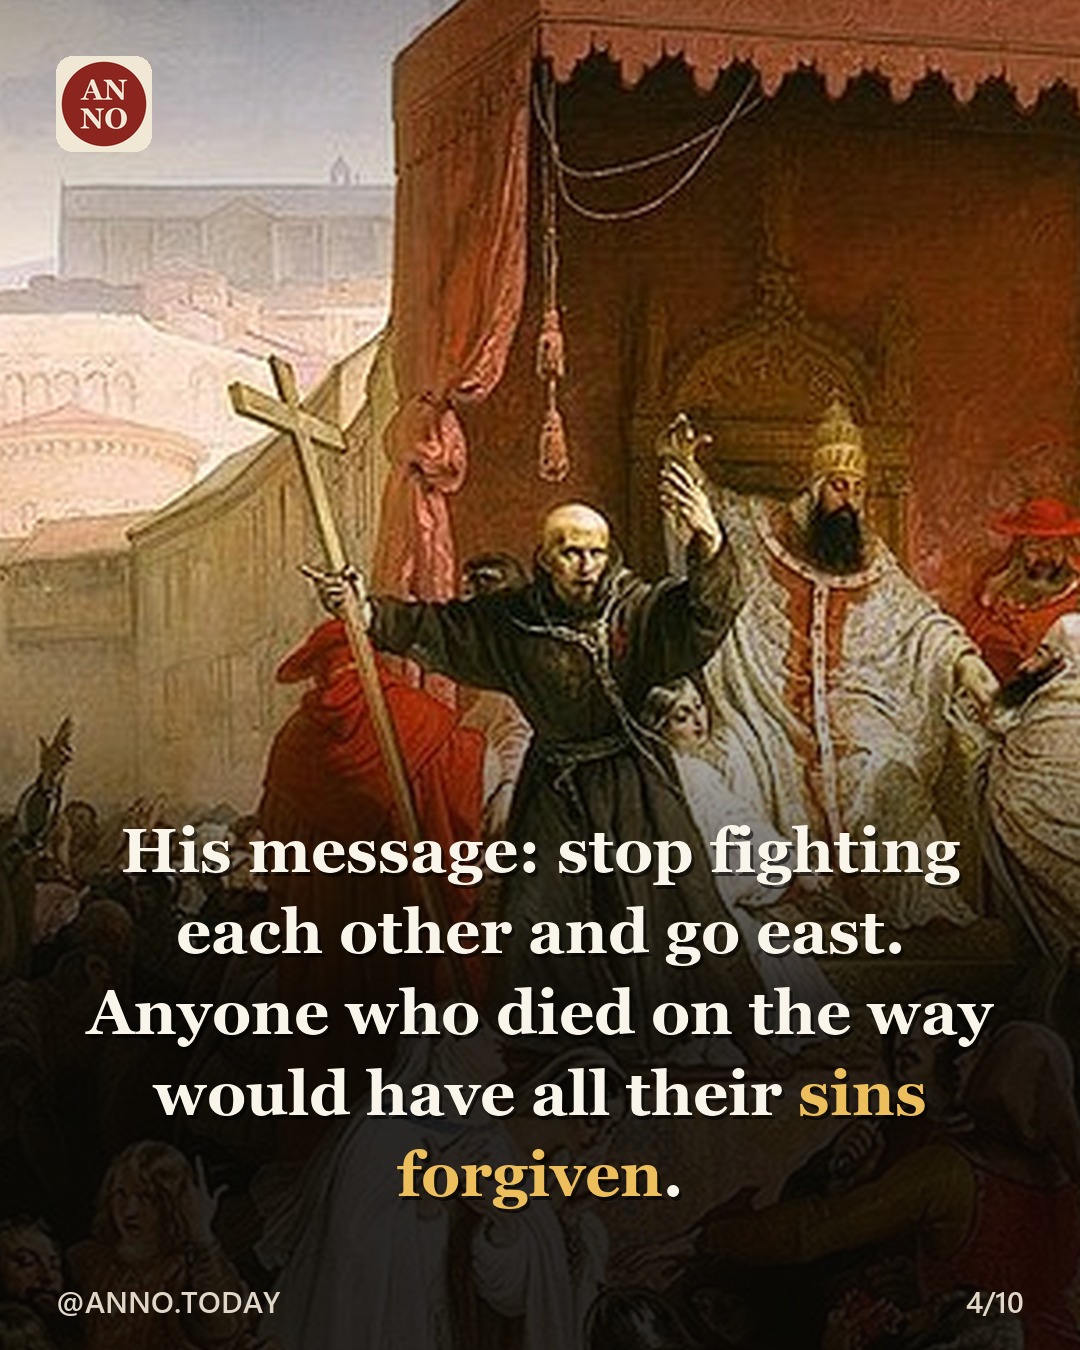 AN
NO
His message: stop fighting
each other and go east.
Anyone who died on the way
would have all their sins
forgiven.
@ANNO.TODAY
4/10